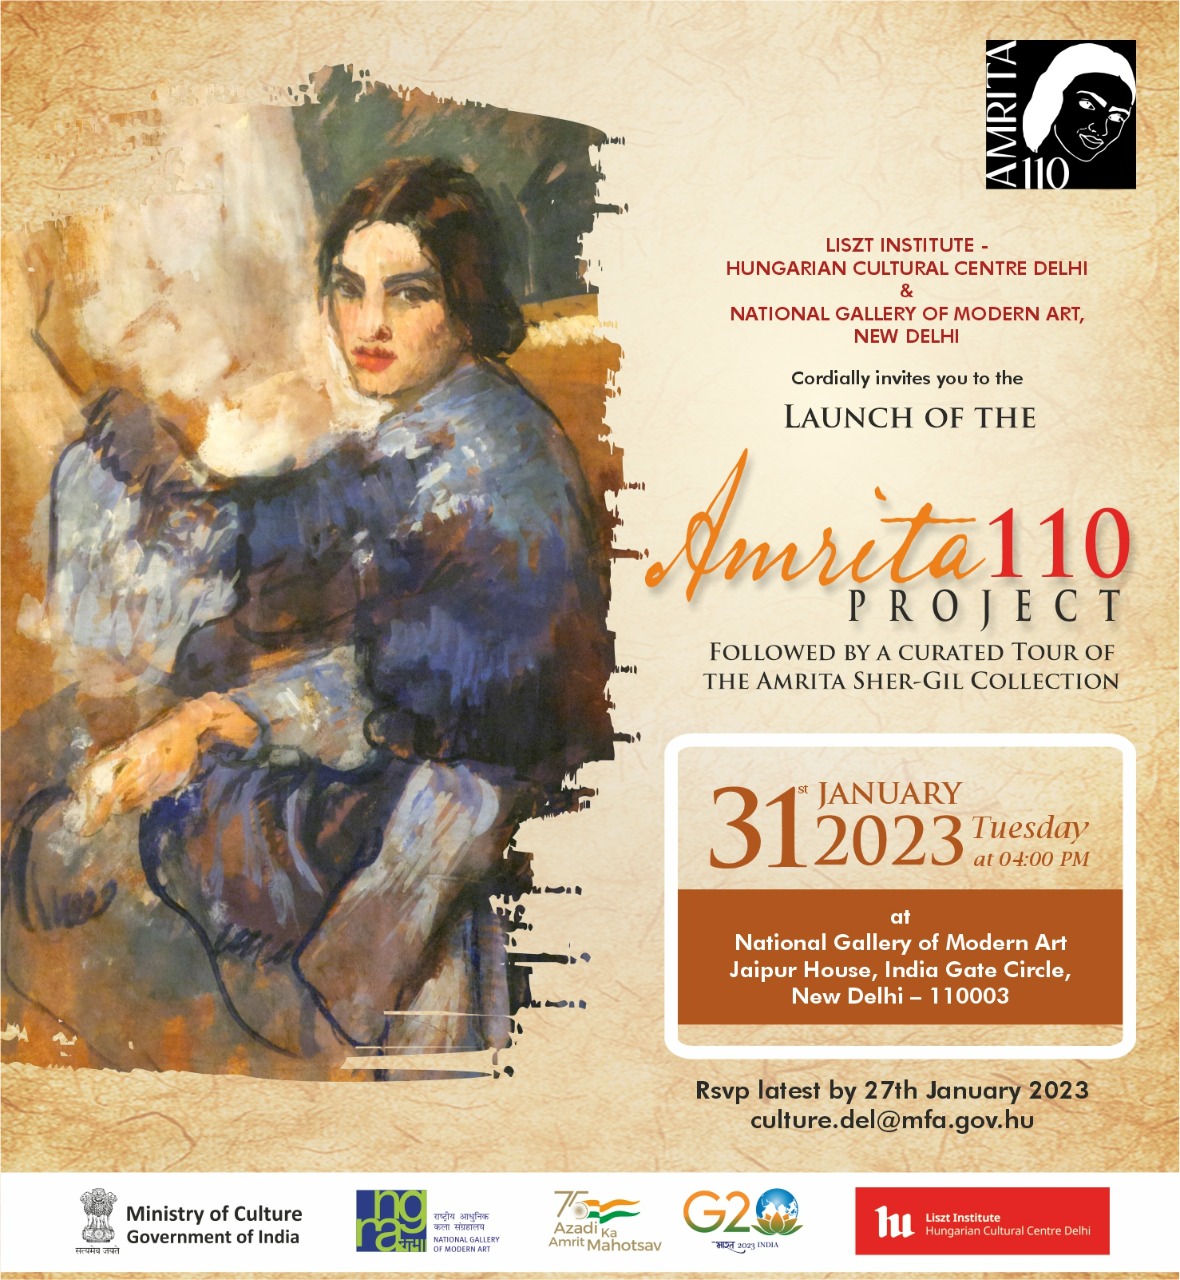 AMRITA
110
LISZT INSTITUTE -
HUNGARIAN CULTURAL CENTRE DELHI
&
NATIONAL GALLERY OF MODERN ART,
NEW DELHI
Cordially invites you to the
LAUNCH OF THE
Amrita 110
PROJECT
FOLLOWED BY A CURATED TOUR OF
THE AMRITA SHER-GIL COLLECTION
31st JANUARY
2023 Tuesday
at 04:00 PM
at
National Gallery of Modern Art
Jaipur House, India Gate Circle,
New Delhi – 110003
Rsvp latest by 27th January 2023
culture.del@mfa.gov.hu
सत्यमेव जयते
Ministry of Culture
Government of India
ngma
राष्ट्रीय आधुनिक
कला संग्रहालय
NATIONAL GALLERY
OF MODERN ART
75
Azadi Ka
Amrit Mahotsav
G20
भारत 2023 INDIA
hu
Liszt Institute
Hungarian Cultural Centre Delhi